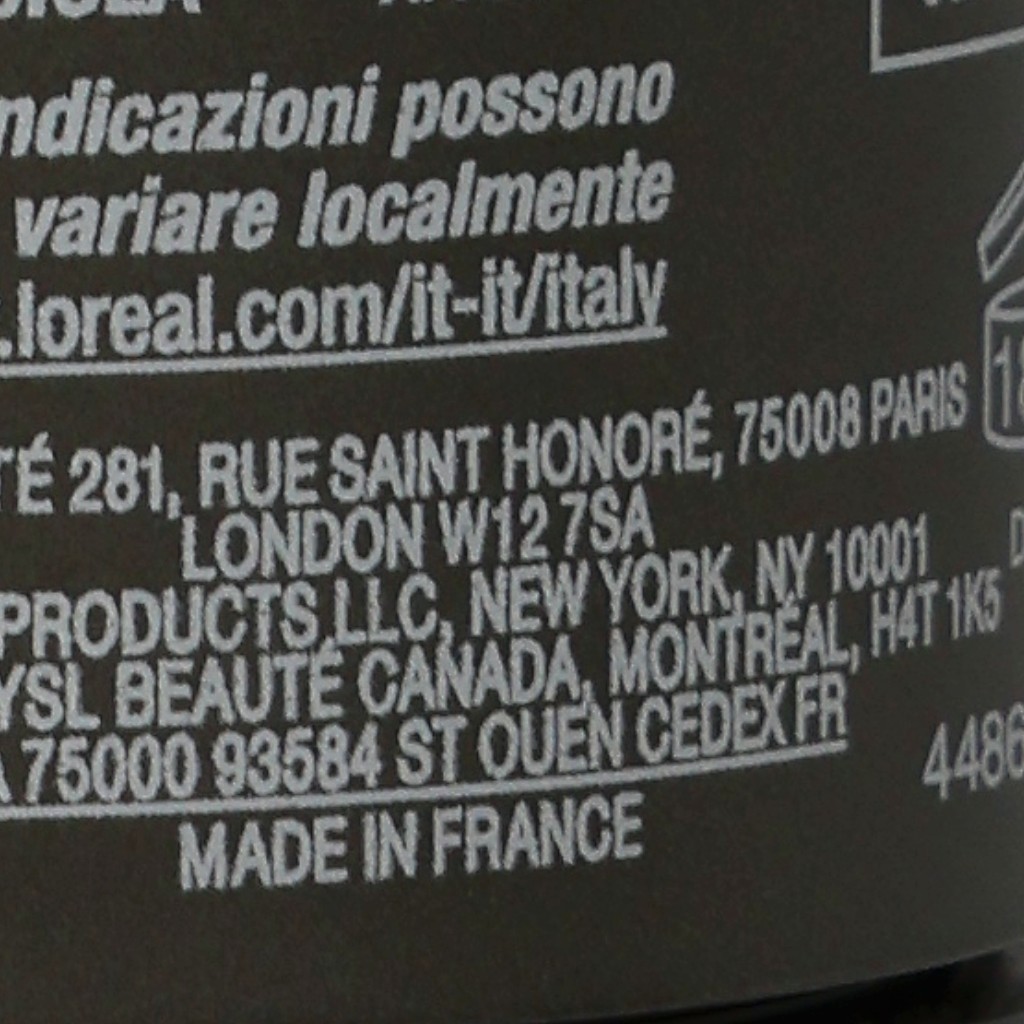 ndicazioni possono
variare localmente
.loreal.com/it-it/italy
TÉ 281, RUE SAINT HONORÉ, 75008 PARIS
LONDON W12 7SA
PRODUCTS LLC, NEW YORK, NY 10001
YSL BEAUTÉ CANADA, MONTRÉAL, H4T 1K5
75000 93584 ST OUEN CEDEX FR
MADE IN FRANCE
4486